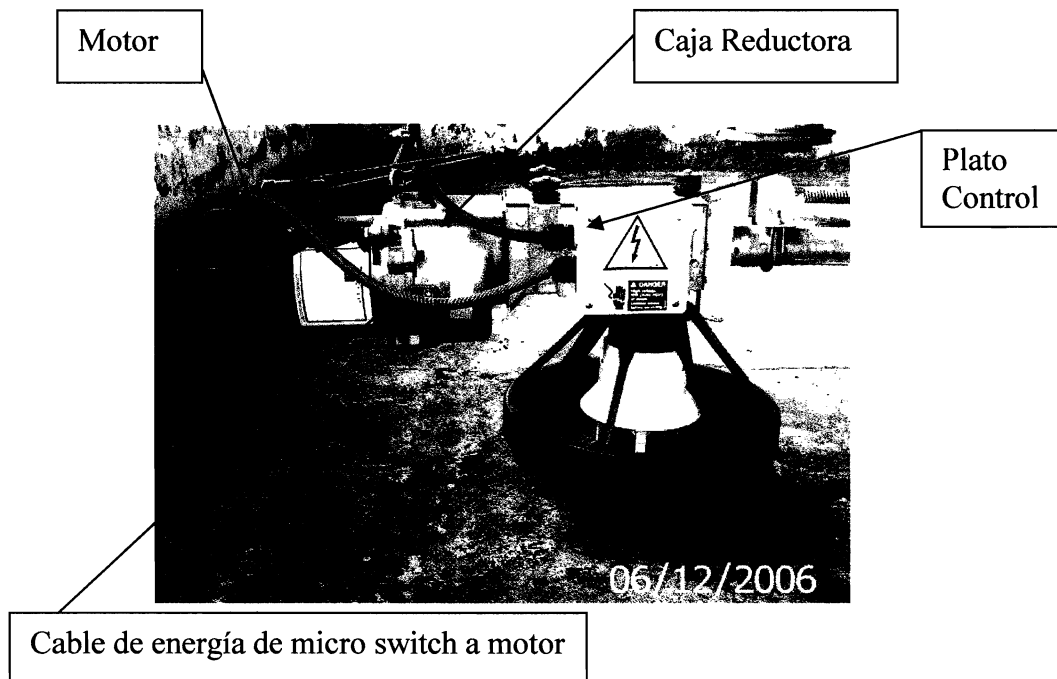 Motor
Caja Reductora
Plato
Control
DANGER
06/12/2006
Cable de energía de micro switch a motor